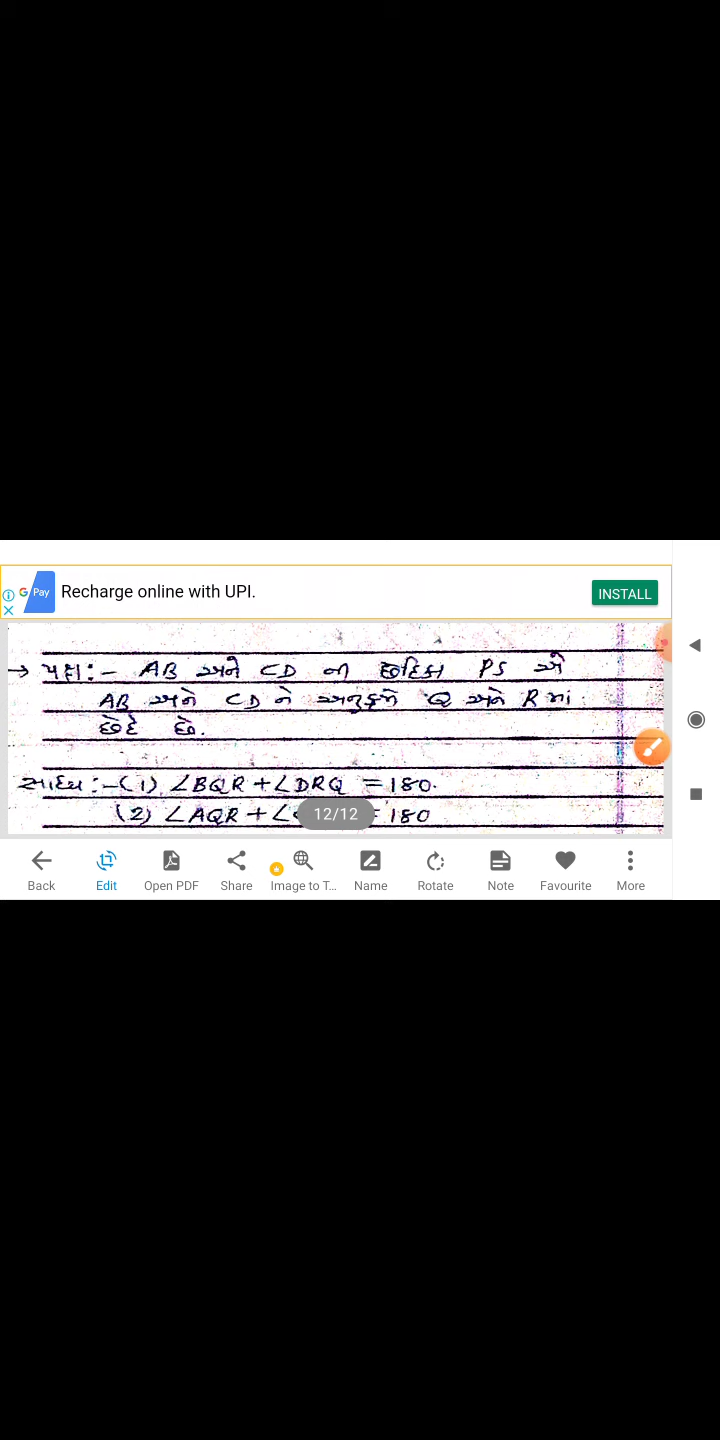 G Pay Recharge online with UPI. INSTALL
→ પક્ષ :- AB અને CD ની છેદિકા PS એ
AB અને CD ને અનુક્રમે Q અને R માં
છેદે છે.
સાધ્ય :- (1) ∠BQR + ∠DRQ = 180.
(2) ∠AQR + ∠ = 180
12/12
Back Edit Open PDF Share Image to T... Name Rotate Note Favourite More